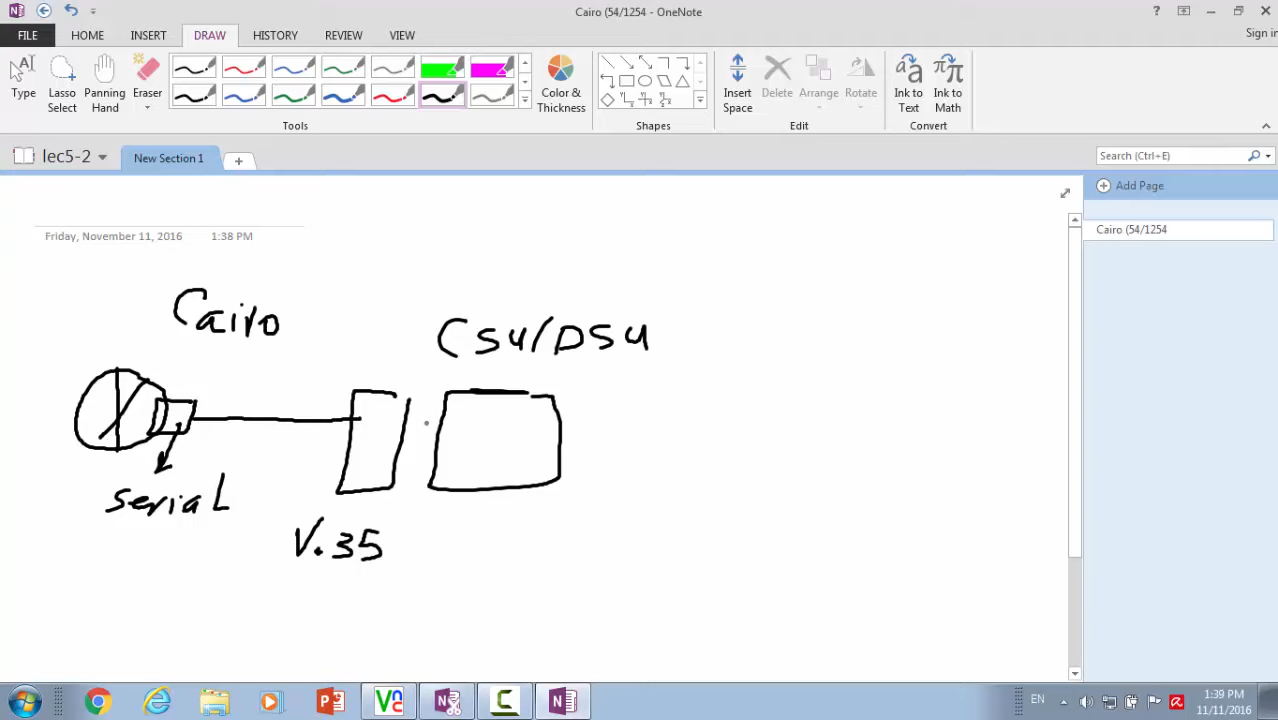 Cairo (54/1254 - OneNote
?
FILE HOME INSERT DRAW HISTORY REVIEW VIEW Sign in
Type Lasso Select Panning Hand Eraser Color & Thickness Insert Space Delete Arrange Rotate Ink to Text Ink to Math
Tools Shapes Edit Convert
lec5-2 New Section 1 Search (Ctrl+E)
Add Page
Friday, November 11, 2016 1:38 PM
Cairo (54/1254
Cairo
CSU/DSU
serial
V.35
EN 1:39 PM
11/11/2016